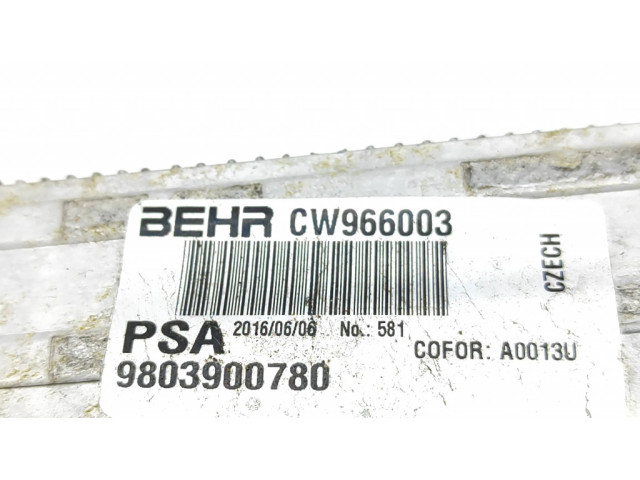 BEHR CW966003
PSA 2016/06/06 No.: 581
COFOR: A0013U
9803900780
CZECH